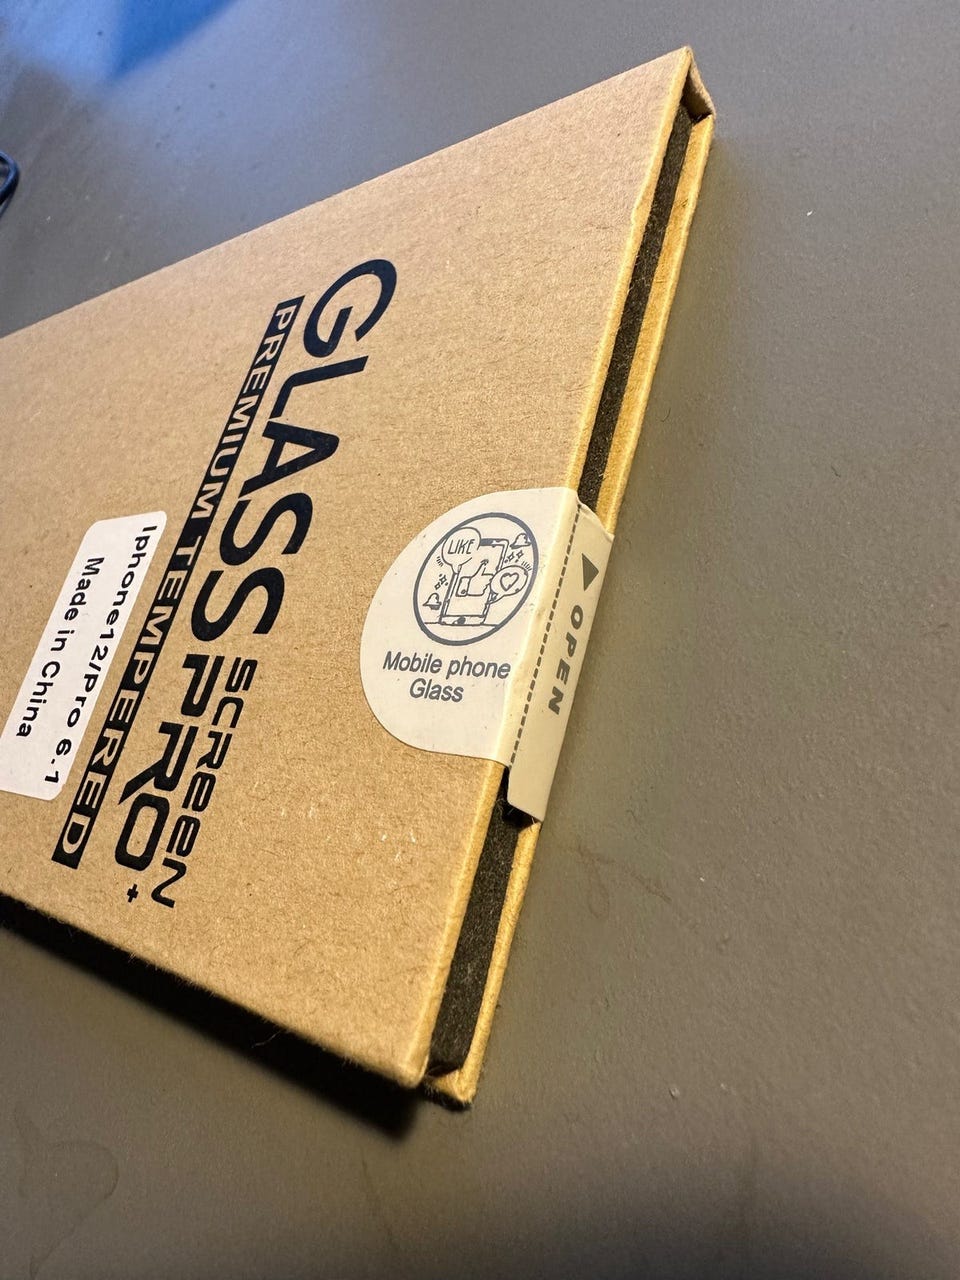 GLASS
SCREEN
PRO+
PREMIUM TEMPERED
Iphone12/Pro 6.1
Made in China
LIKE
Mobile phone
Glass
OPEN